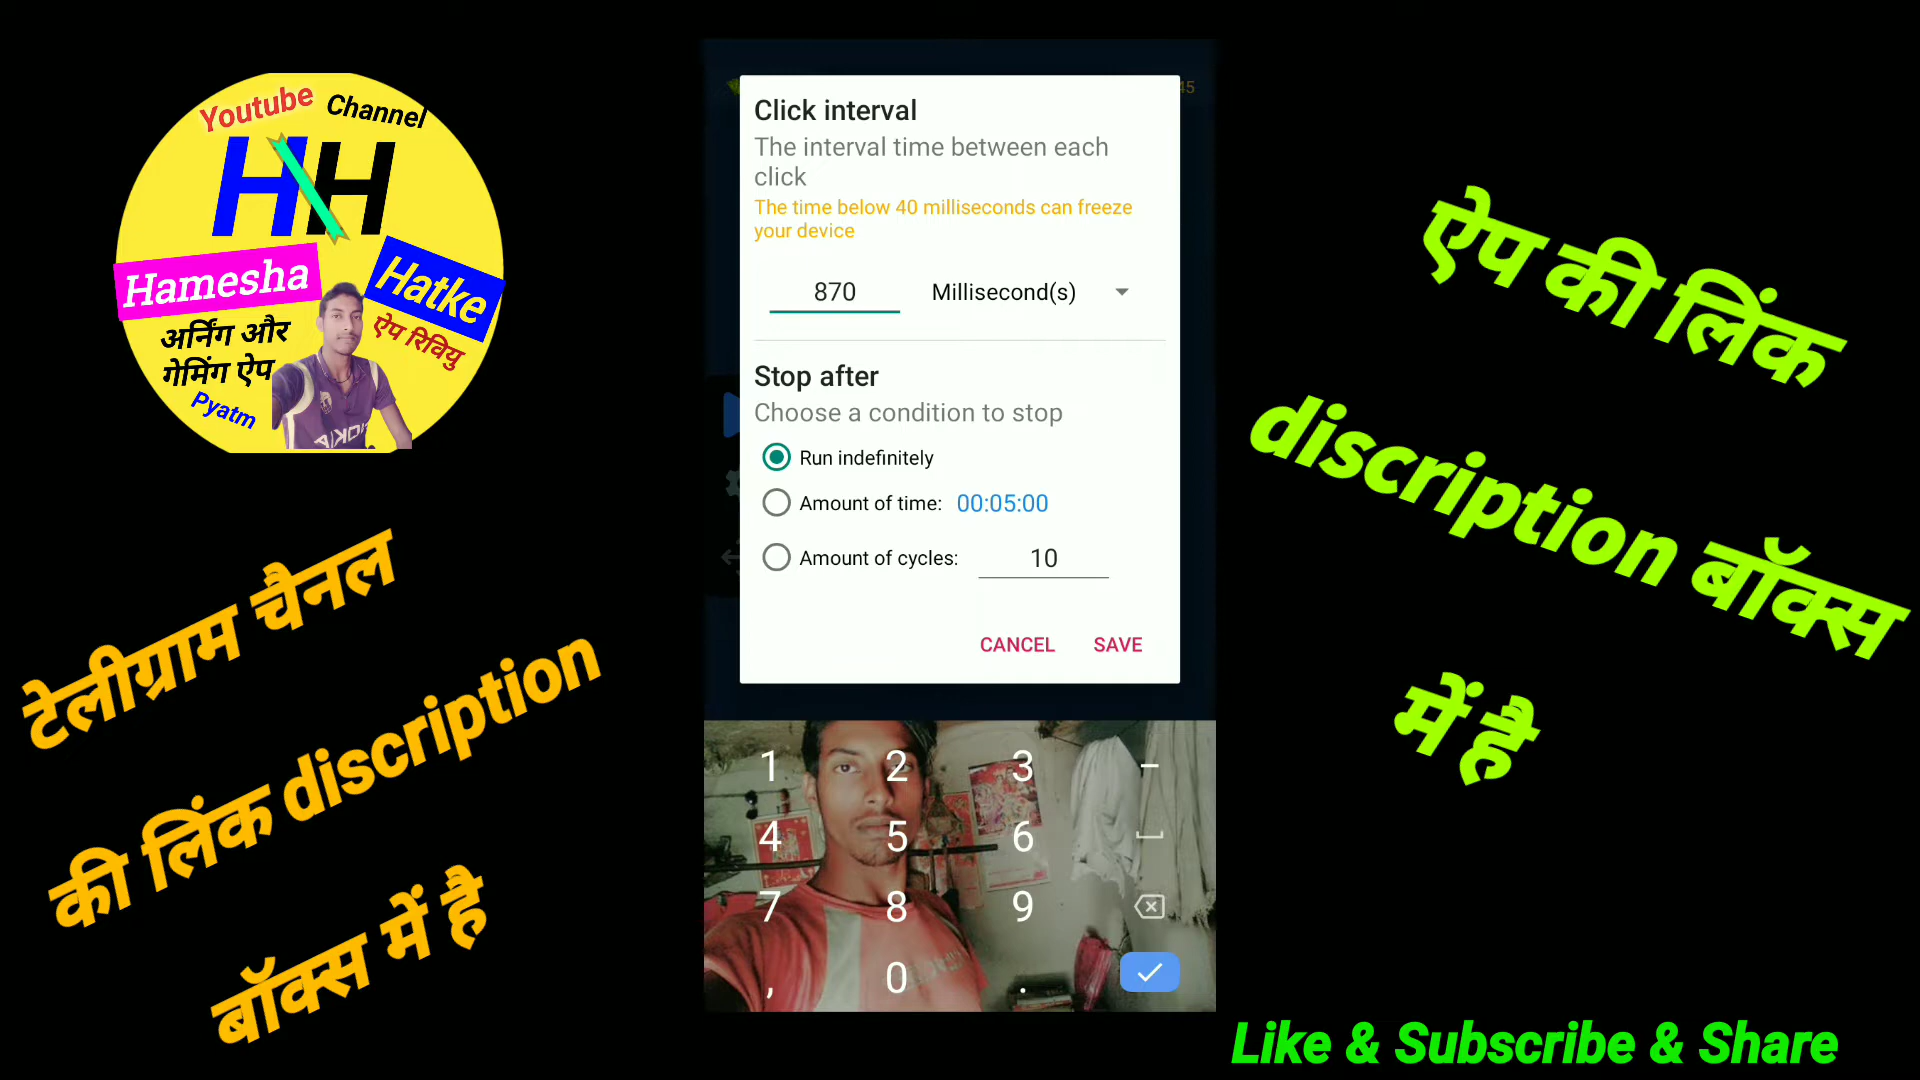 Youtube Channel
HH
Hamesha
Hatke
अर्निंग और
गेमिंग ऐप
ऐप रिवियु
Pyatm
टेलीग्राम चैनल
की लिंक discription
बॉक्स में है
45
Click interval
The interval time between each
click
The time below 40 milliseconds can freeze
your device
870 Millisecond(s)
Stop after
Choose a condition to stop
Run indefinitely
Amount of time: 00:05:00
Amount of cycles: 10
CANCEL SAVE
1 2 3 –
4 5 6
7 8 9
, 0 .
ऐप की लिंक
discription बॉक्स
में है
Like & Subscribe & Share